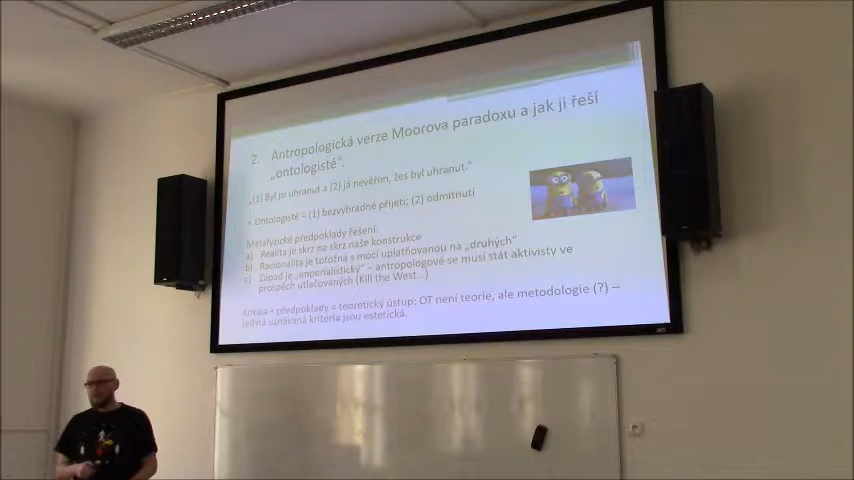 2. Antropologická verze Moorova paradoxu a jak ji řeší
„ontologisté“.
„(1) Byl jsi uhranut a (2) já nevěřím, žes byl uhranut.“
• Ontologisté = (1) bezvýhradné přijetí; (2) odmítnutí
Metafyzické předpoklady řešení:
a) Realita je skrz na skrz naše konstrukce
b) Racionalita je totožná s mocí uplatňovanou na „druhých“
c) Západ je „imperialistický“ – antropologové se musí stát aktivisty ve
prospěch utlačovaných (Kill the West…)
Kritika + předpoklady = teoretický ústup: OT není teorie, ale metodologie (?) –
jediná uznávaná kritéria jsou estetická.